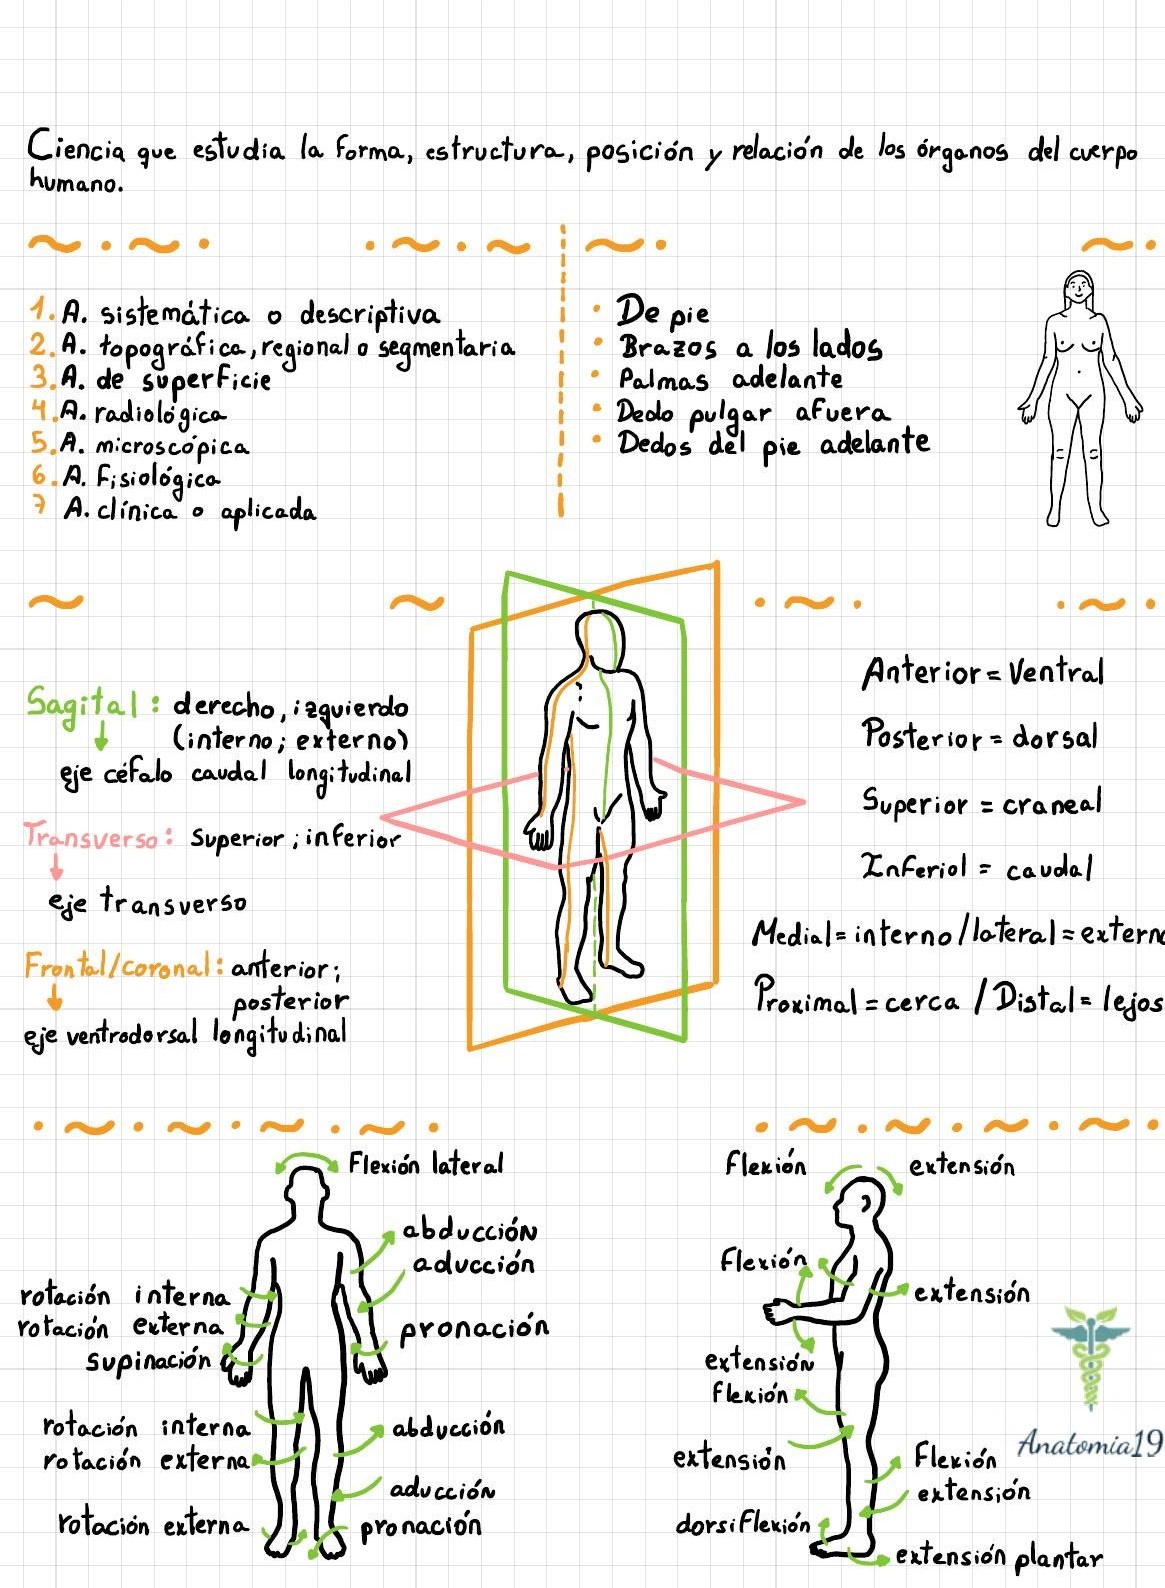 Ciencia que estudia la forma, estructura, posición y relación de los órganos del cuerpo
humano.
1. A. sistemática o descriptiva
2. A. topográfica, regional o segmentaria
3. A. de superficie
4. A. radiológica
5. A. microscópica
6. A. Fisiológica
7 A. clínica o aplicada
• De pie
• Brazos a los lados
• Palmas adelante
• Dedo pulgar afuera
• Dedos del pie adelante
Sagital: derecho, izquierdo
(interno; externo)
eje céfalo caudal longitudinal
Transverso: Superior; inferior
eje transverso
Frontal/coronal: anterior;
posterior
eje ventrodorsal longitudinal
Anterior = Ventral
Posterior = dorsal
Superior = craneal
Inferiol = caudal
Medial = interno / lateral = externo
Proximal = cerca / Distal = lejos
Flexión lateral
abducción
aducción
rotación interna
rotación externa
supinación
pronación
rotación interna
rotación externa
abducción
aducción
rotación externa
pronación
Flexión
extensión
Flexión
extensión
extensión
Flexión
extensión
Flexión
extensión
dorsiflexión
extensión plantar
Anatomia19